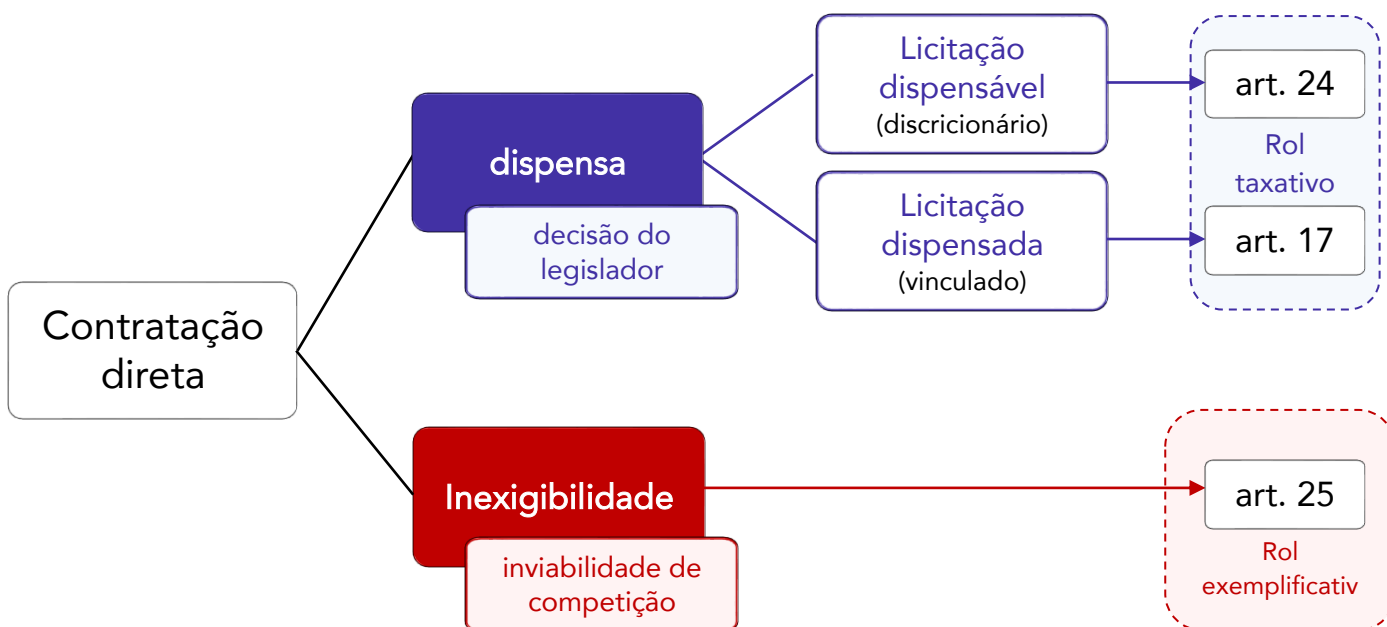 Contratação
direta
dispensa
decisão do
legislador
Licitação
dispensável
(discricionário)
art. 24
Rol
taxativo
Licitação
dispensada
(vinculado)
art. 17
Inexigibilidade
inviabilidade de
competição
art. 25
Rol
exemplificativ